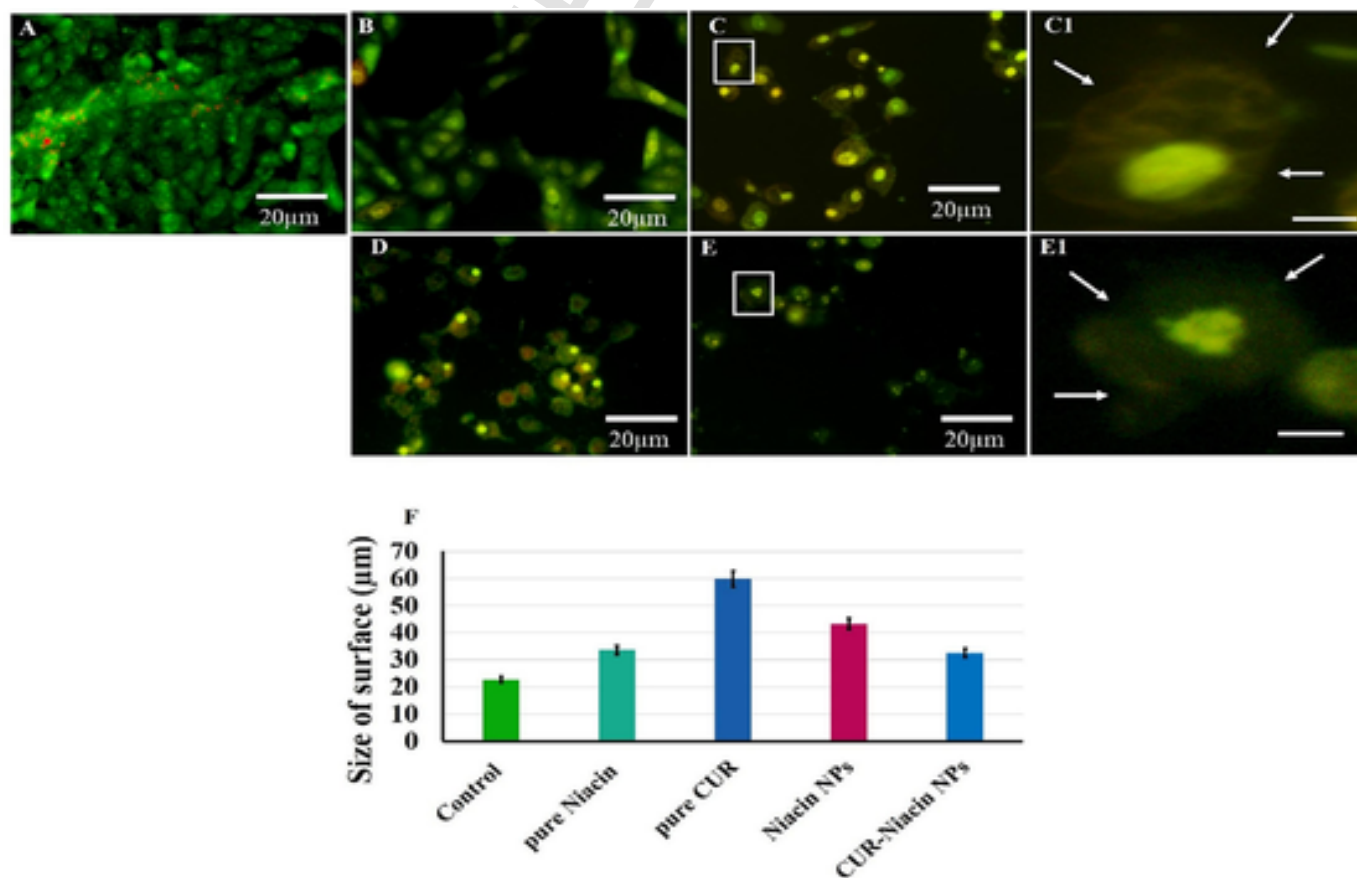 A
B
C
C1
20μm
20μm
20μm
D
E
E1
20μm
20μm
F
Size of surface (μm)
70
60
50
40
30
20
10
0
Control
pure Niacin
pure CUR
Niacin NPs
CUR-Niacin NPs